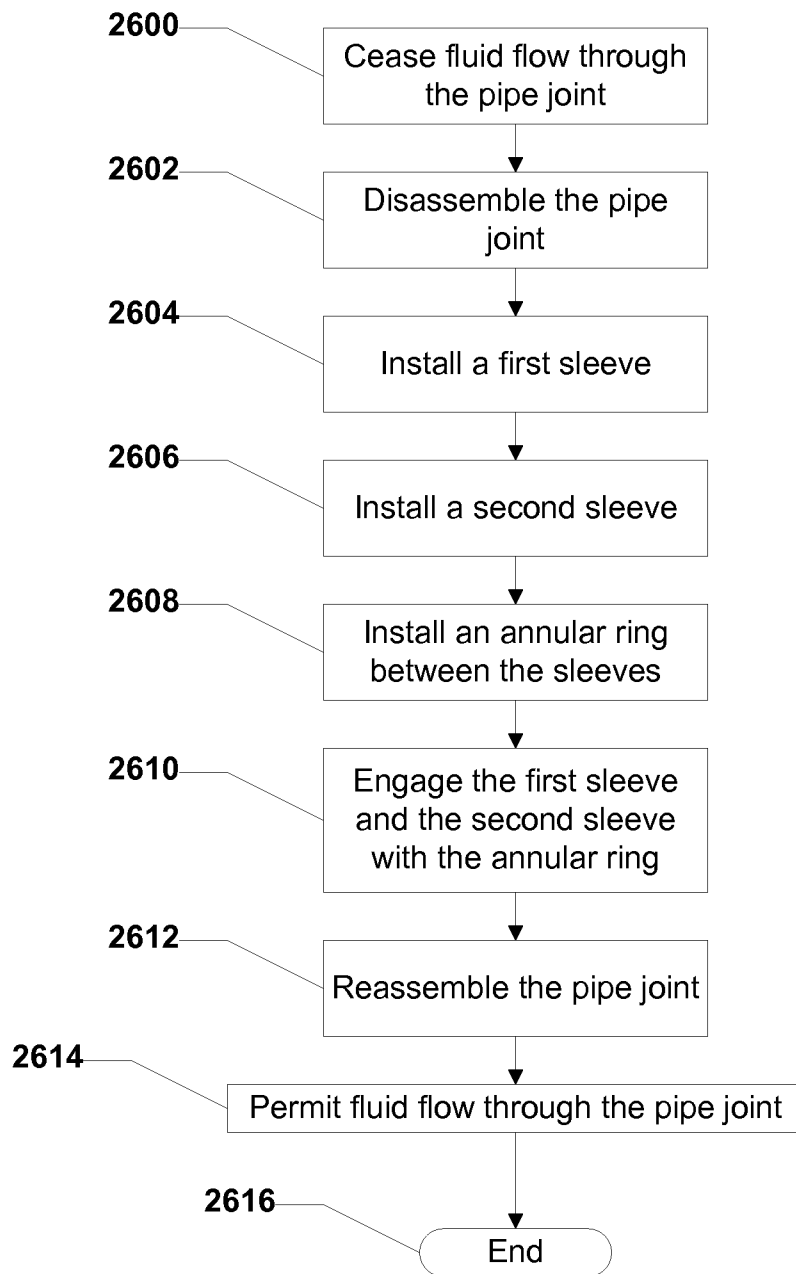 2600
Cease fluid flow through
the pipe joint
2602
Disassemble the pipe
joint
2604
Install a first sleeve
2606
Install a second sleeve
2608
Install an annular ring
between the sleeves
2610
Engage the first sleeve
and the second sleeve
with the annular ring
2612
Reassemble the pipe joint
2614
Permit fluid flow through the pipe joint
2616
End